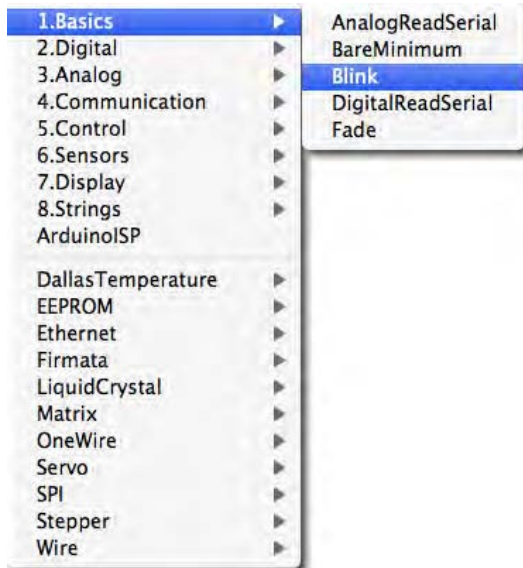 1.Basics
2.Digital
3.Analog
4.Communication
5.Control
6.Sensors
7.Display
8.Strings
ArduinoISP
DallasTemperature
EEPROM
Ethernet
Firmata
LiquidCrystal
Matrix
OneWire
Servo
SPI
Stepper
Wire
AnalogReadSerial
BareMinimum
Blink
DigitalReadSerial
Fade